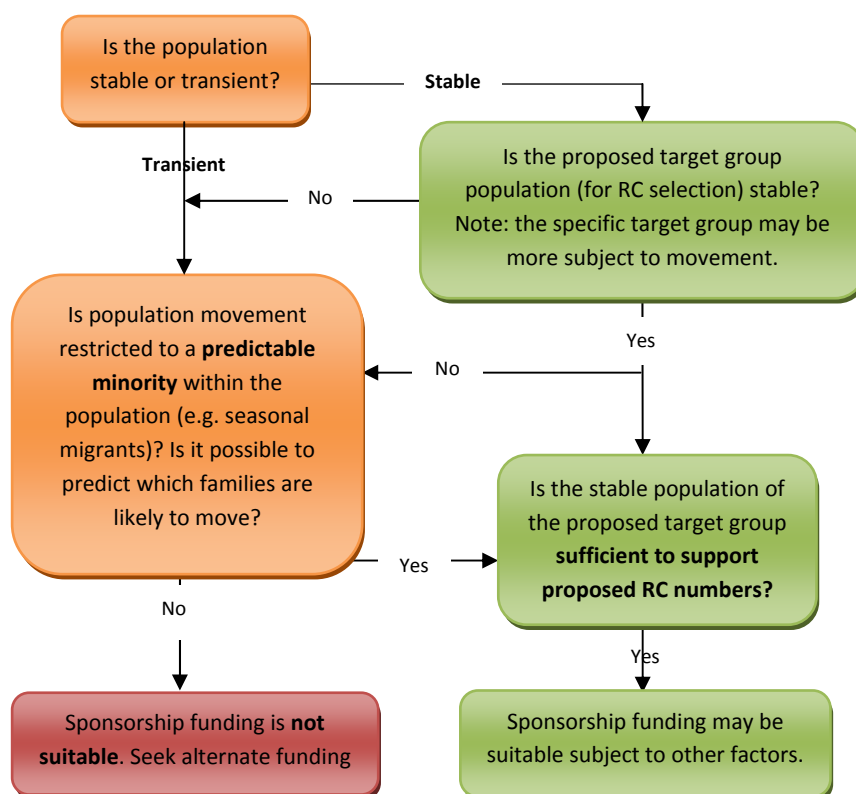 Is the population
stable or transient?
Stable
Transient
Is the proposed target group
population (for RC selection) stable?
Note: the specific target group may be
more subject to movement.
No
Yes
Is population movement
restricted to a predictable
minority within the
population (e.g. seasonal
migrants)? Is it possible to
predict which families are
likely to move?
No
Is the stable population of
the proposed target group
sufficient to support
proposed RC numbers?
Yes
No
Yes
Sponsorship funding is not
suitable. Seek alternate funding
Sponsorship funding may be
suitable subject to other factors.